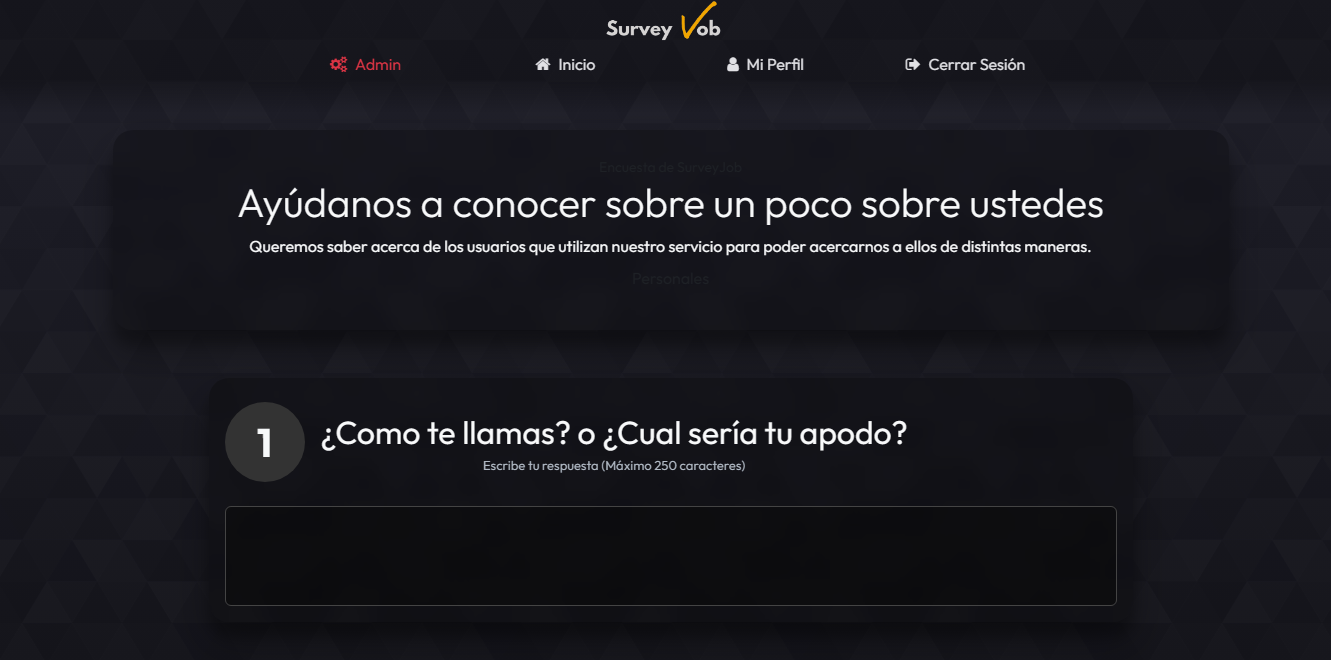 Survey Job
Admin Inicio Mi Perfil Cerrar Sesión
Encuesta de SurveyJob
Ayúdanos a conocer sobre un poco sobre ustedes
Queremos saber acerca de los usuarios que utilizan nuestro servicio para poder acercarnos a ellos de distintas maneras.
Personales
1 ¿Como te llamas? o ¿Cual sería tu apodo?
Escribe tu respuesta (Máximo 250 caracteres)